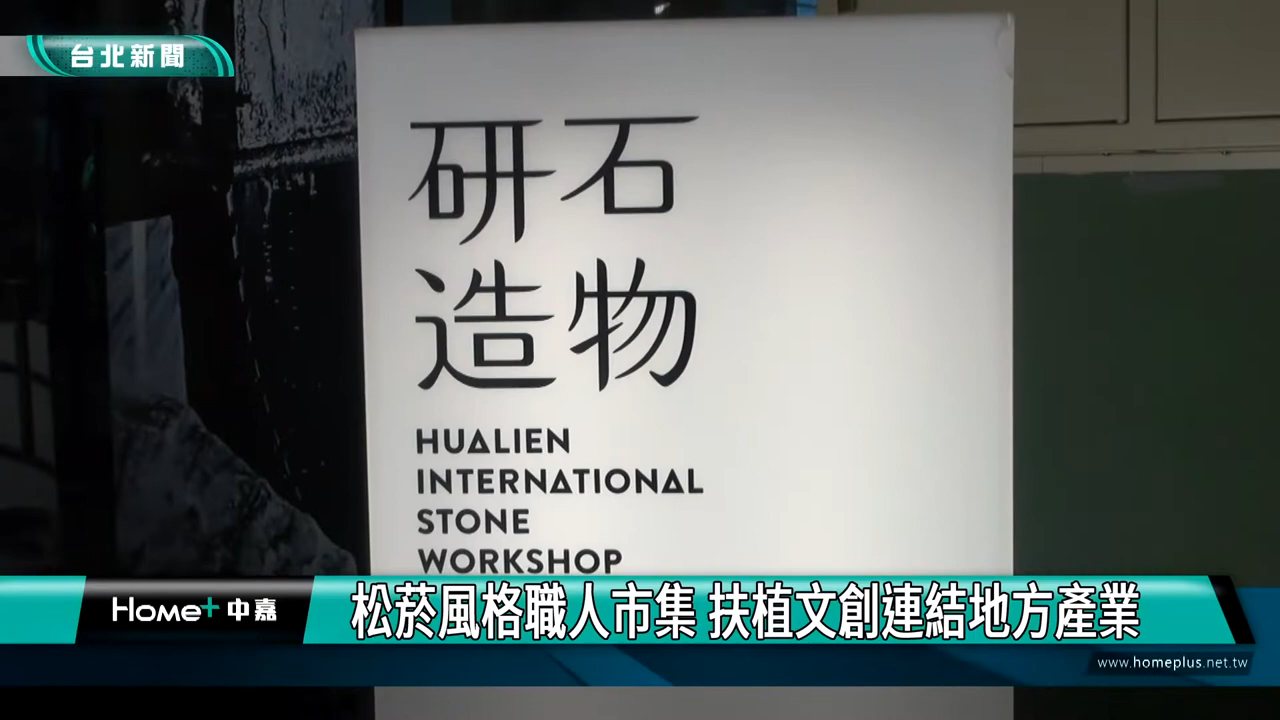 台北新聞
研石
造物
HUALIEN
INTERNATIONAL
STONE
WORKSHOP
Home+中嘉
松菸風格職人市集 扶植文創連結地方產業
www.homeplus.net.tw